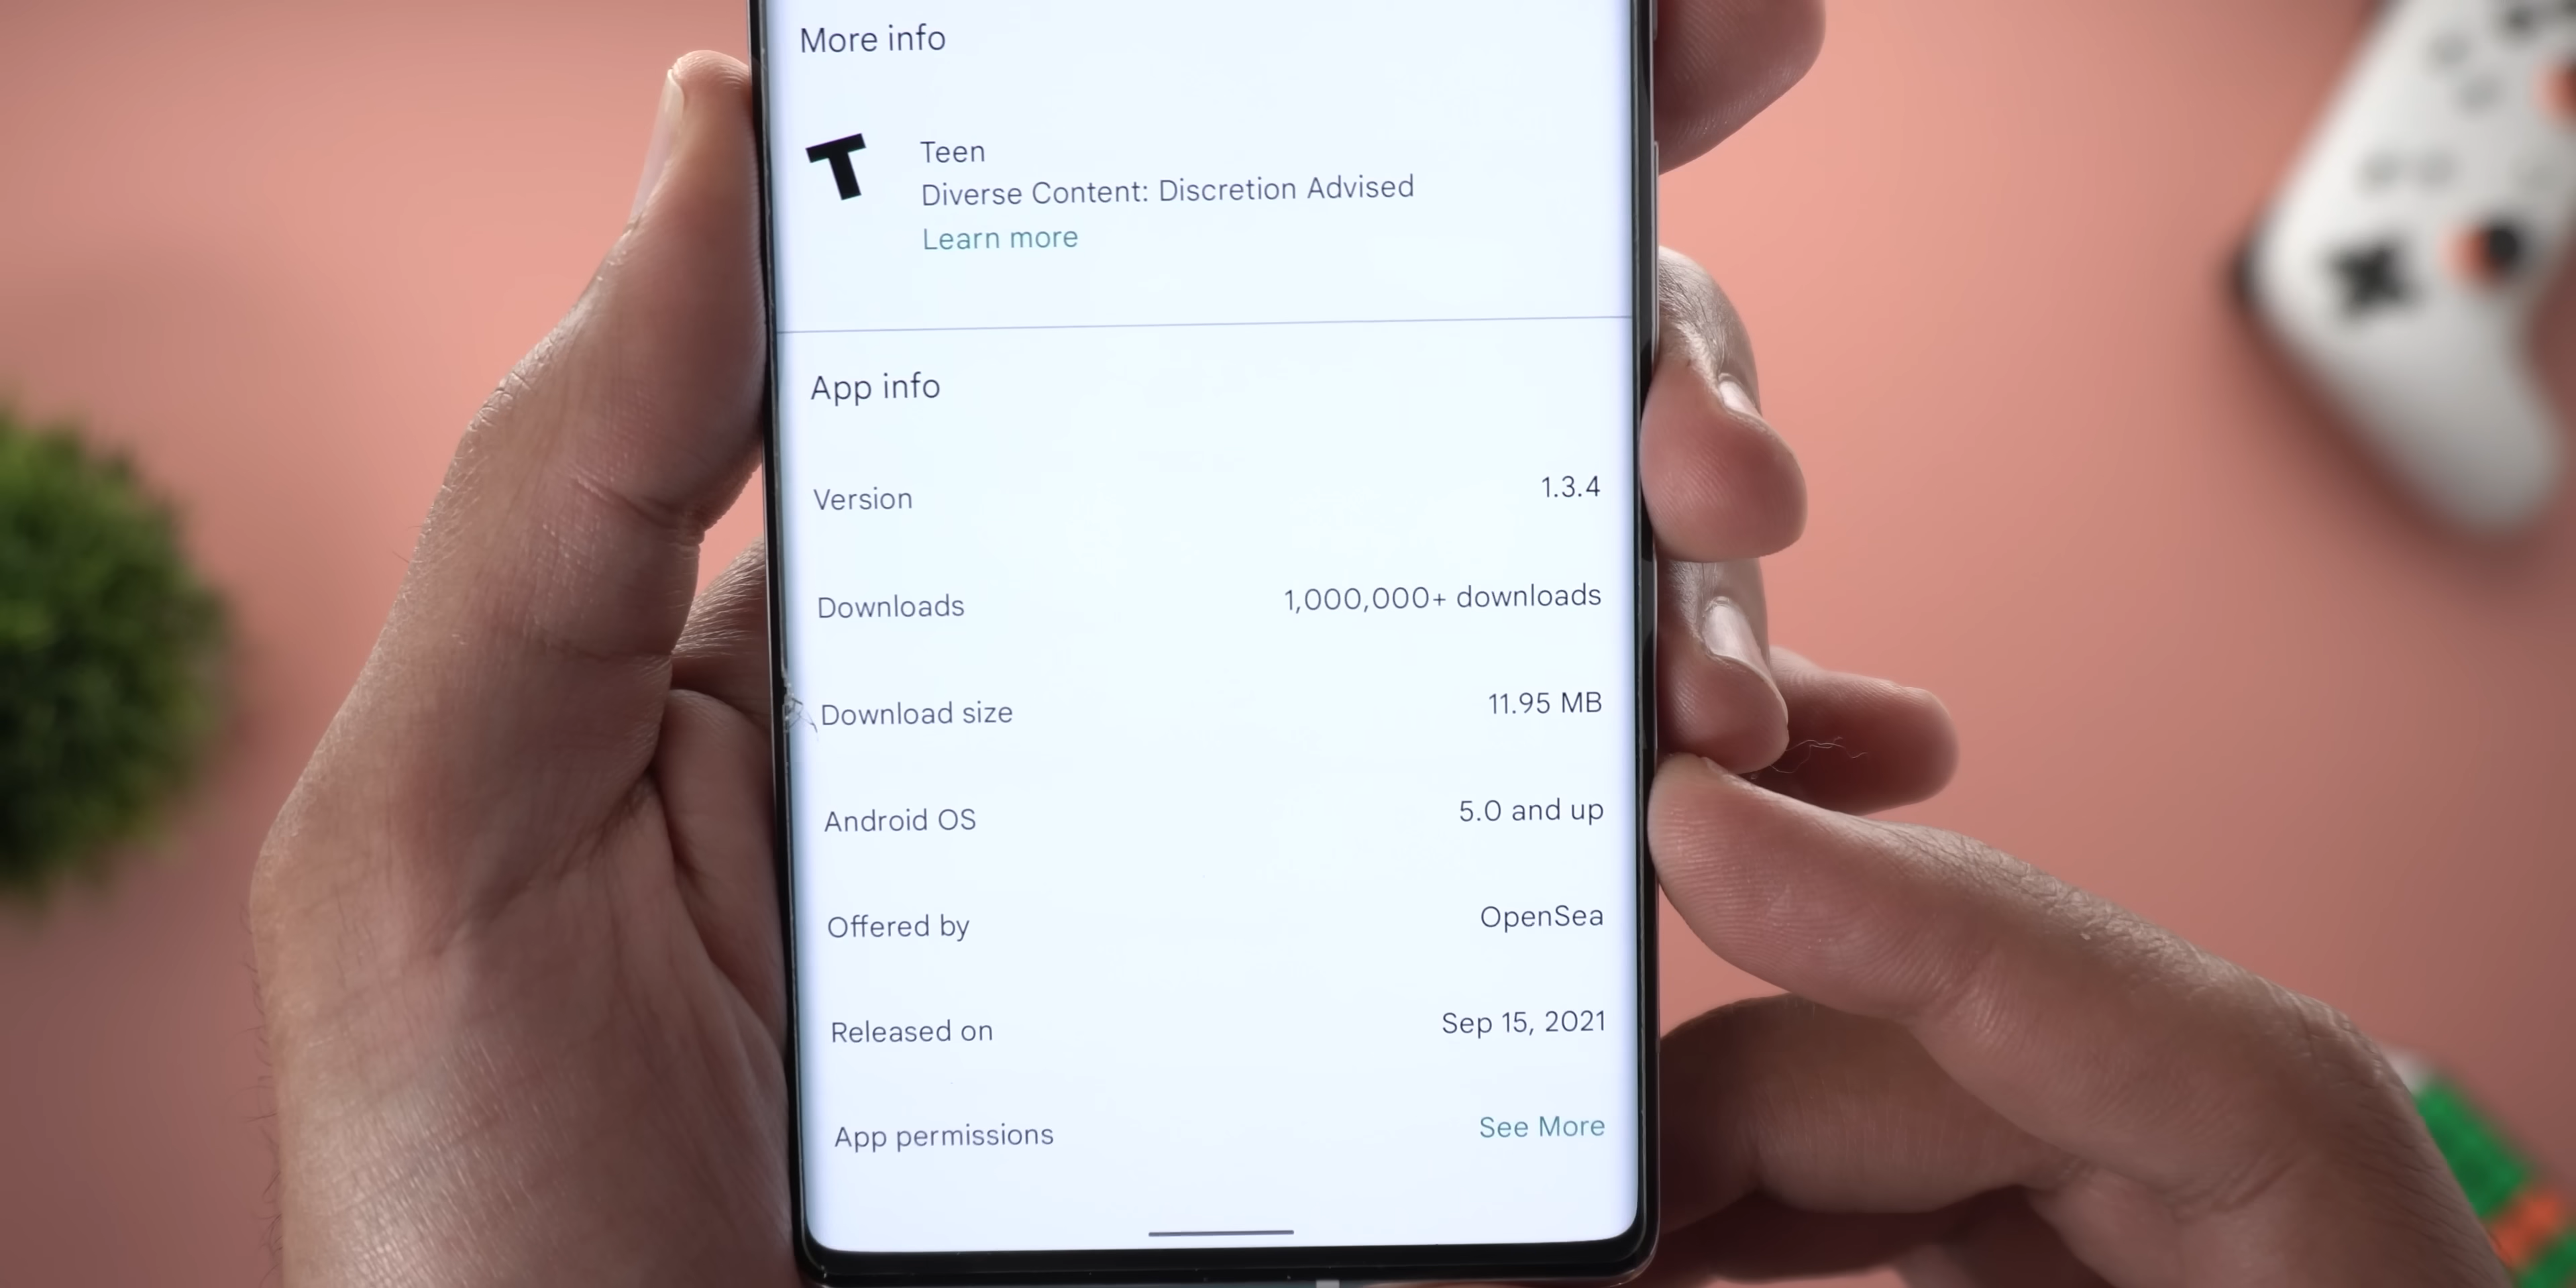 More info
T
Teen
Diverse Content: Discretion Advised
Learn more
App info
Version 1.3.4
Downloads 1,000,000+ downloads
Download size 11.95 MB
Android OS 5.0 and up
Offered by OpenSea
Released on Sep 15, 2021
App permissions See More